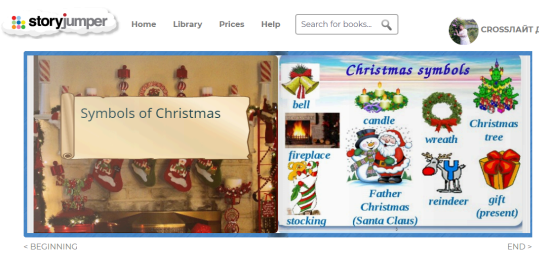 storyjumper
Home
Library
Prices
Help
Search for books...
CROSSЛАЙТ Д
Symbols of Christmas
Christmas symbols
bell
candle
wreath
Christmas
tree
fireplace
stocking
Father
Christmas
(Santa Claus)
reindeer
gift
(present)
< BEGINNING
END >